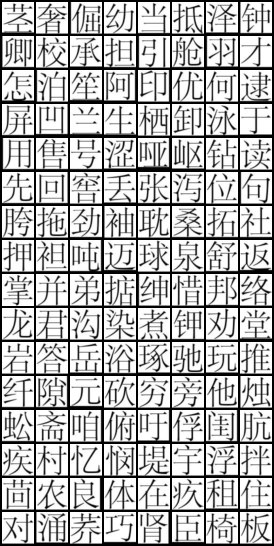 茎奢倔幼当抵泽钟
卿校承担引舱羽才
怎泊笙阿印优何逮
屏凹兰生栖卸泳于
用售号涩哑岖钻读
先回窖丢张泻位句
胯拖劲袖耽桑拓社
押袒吨迈球泉舒返
掌并弟掂绅惜邦络
龙君沟染煮钾劝堂
岩答岳浴琢驰玩推
纤隙元砍穷旁他烛
蚣斋咱俯吁俘闺肮
疾村忆悯堤宇浮拌
茴农良体在疚租住
对涌荞巧肾臣椅板